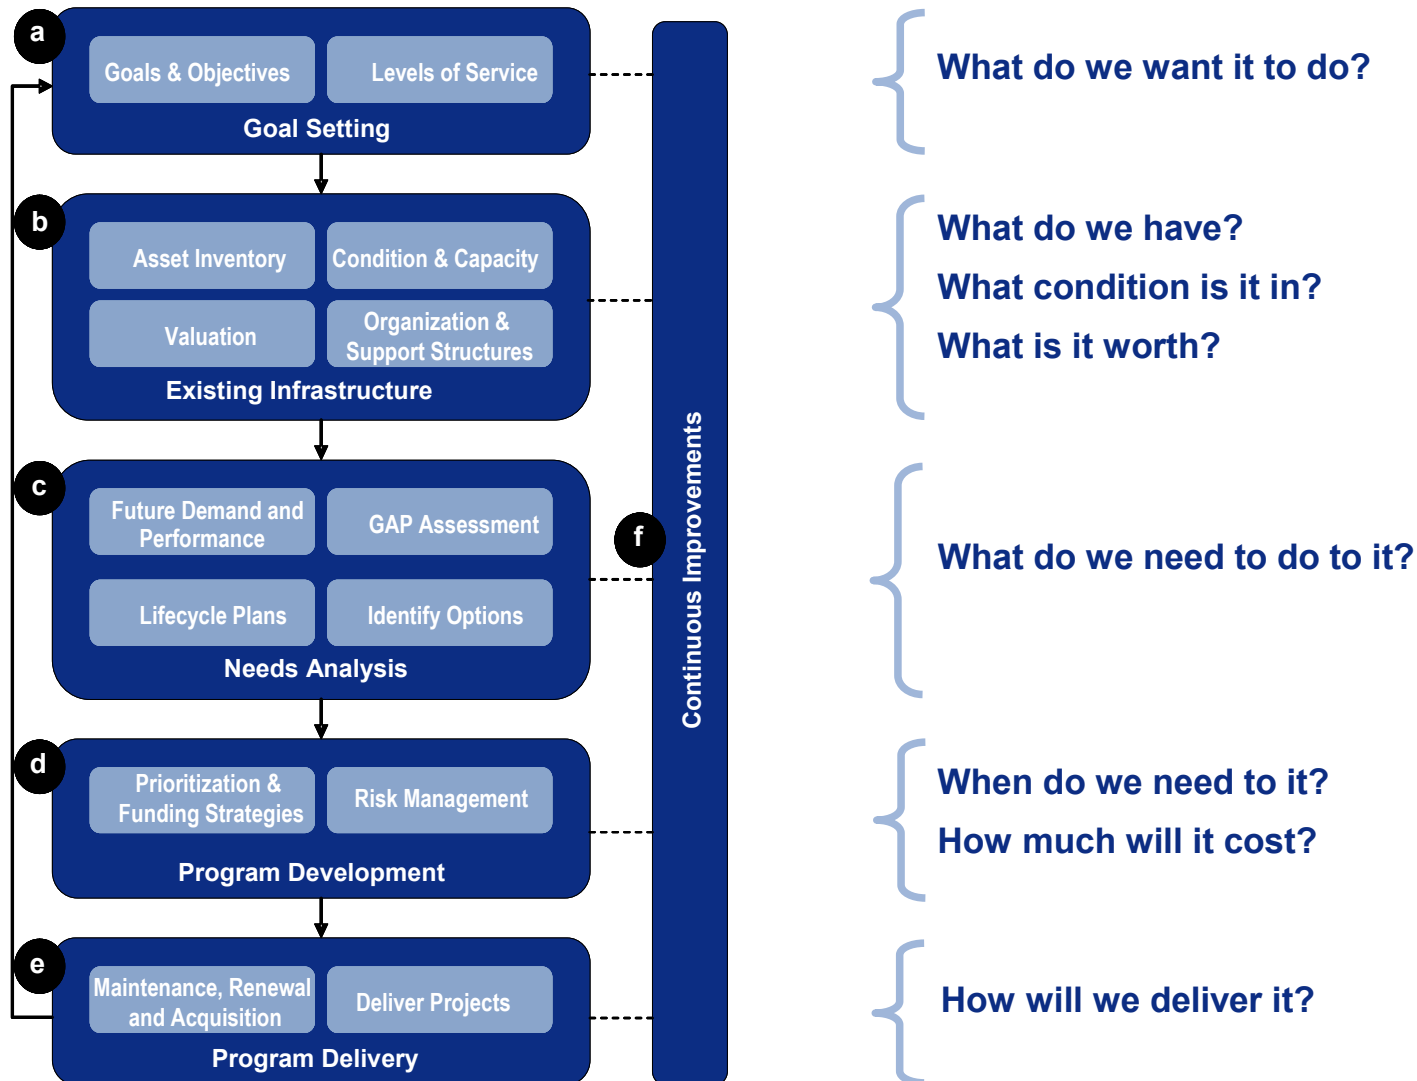 a
Goals & Objectives
Levels of Service
Goal Setting
What do we want it to do?
b
Asset Inventory
Condition & Capacity
Valuation
Organization &
Support Structures
Existing Infrastructure
What do we have?
What condition is it in?
What is it worth?
c
Future Demand and
Performance
GAP Assessment
Lifecycle Plans
Identify Options
Needs Analysis
f
Continuous Improvements
What do we need to do to it?
d
Prioritization &
Funding Strategies
Risk Management
Program Development
When do we need to it?
How much will it cost?
e
Maintenance, Renewal
and Acquisition
Deliver Projects
Program Delivery
How will we deliver it?